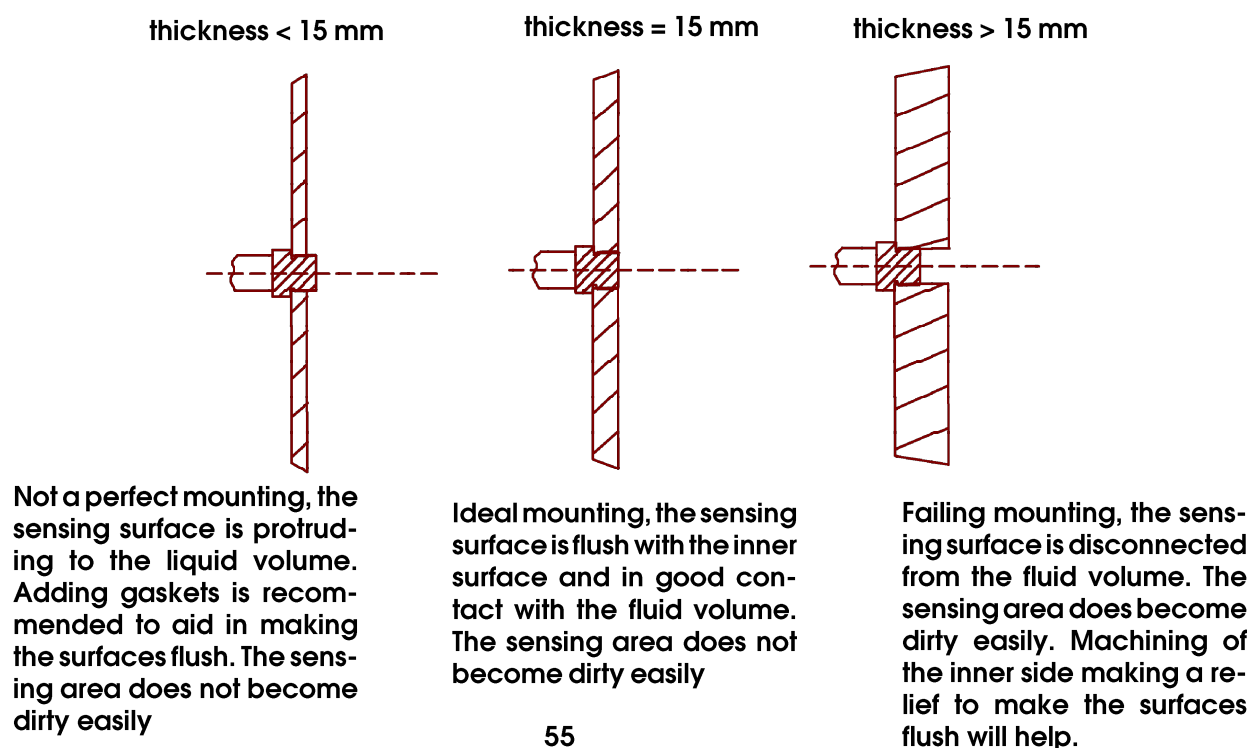 thickness < 15 mm
thickness = 15 mm
thickness > 15 mm
Not a perfect mounting, the
sensing surface is protrud-
ing to the liquid volume.
Adding gaskets is recom-
mended to aid in making
the surfaces flush. The sens-
ing area does not become
dirty easily
Ideal mounting, the sensing
surface is flush with the inner
surface and in good con-
tact with the fluid volume.
The sensing area does not
become dirty easily
Failing mounting, the sens-
ing surface is disconnected
from the fluid volume. The
sensing area does become
dirty easily. Machining of
the inner side making a re-
lief to make the surfaces
flush will help.
55